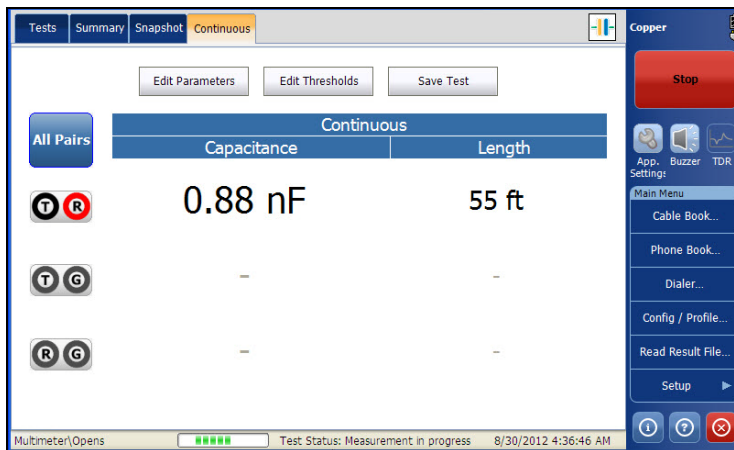 Tests Summary Snapshot Continuous
Edit Parameters Edit Thresholds Save Test
All Pairs
Continuous
Capacitance Length
T R 0.88 nF 55 ft
T G - -
R G - -
Multimeter\Opens Test Status: Measurement in progress 8/30/2012 4:36:46 AM
Copper
Stop
App. Buzzer TDR
Settings
Main Menu
Cable Book...
Phone Book...
Dialer...
Config / Profile...
Read Result File...
Setup
i ?